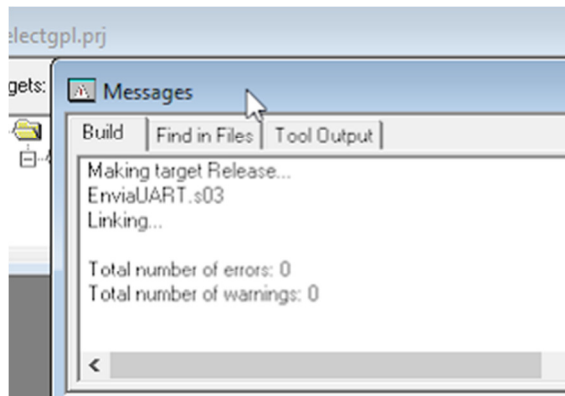 electgpl.prj
gets:
Messages
Build Find in Files Tool Output
Making target Release...
EnviaUART.s03
Linking...
Total number of errors: 0
Total number of warnings: 0